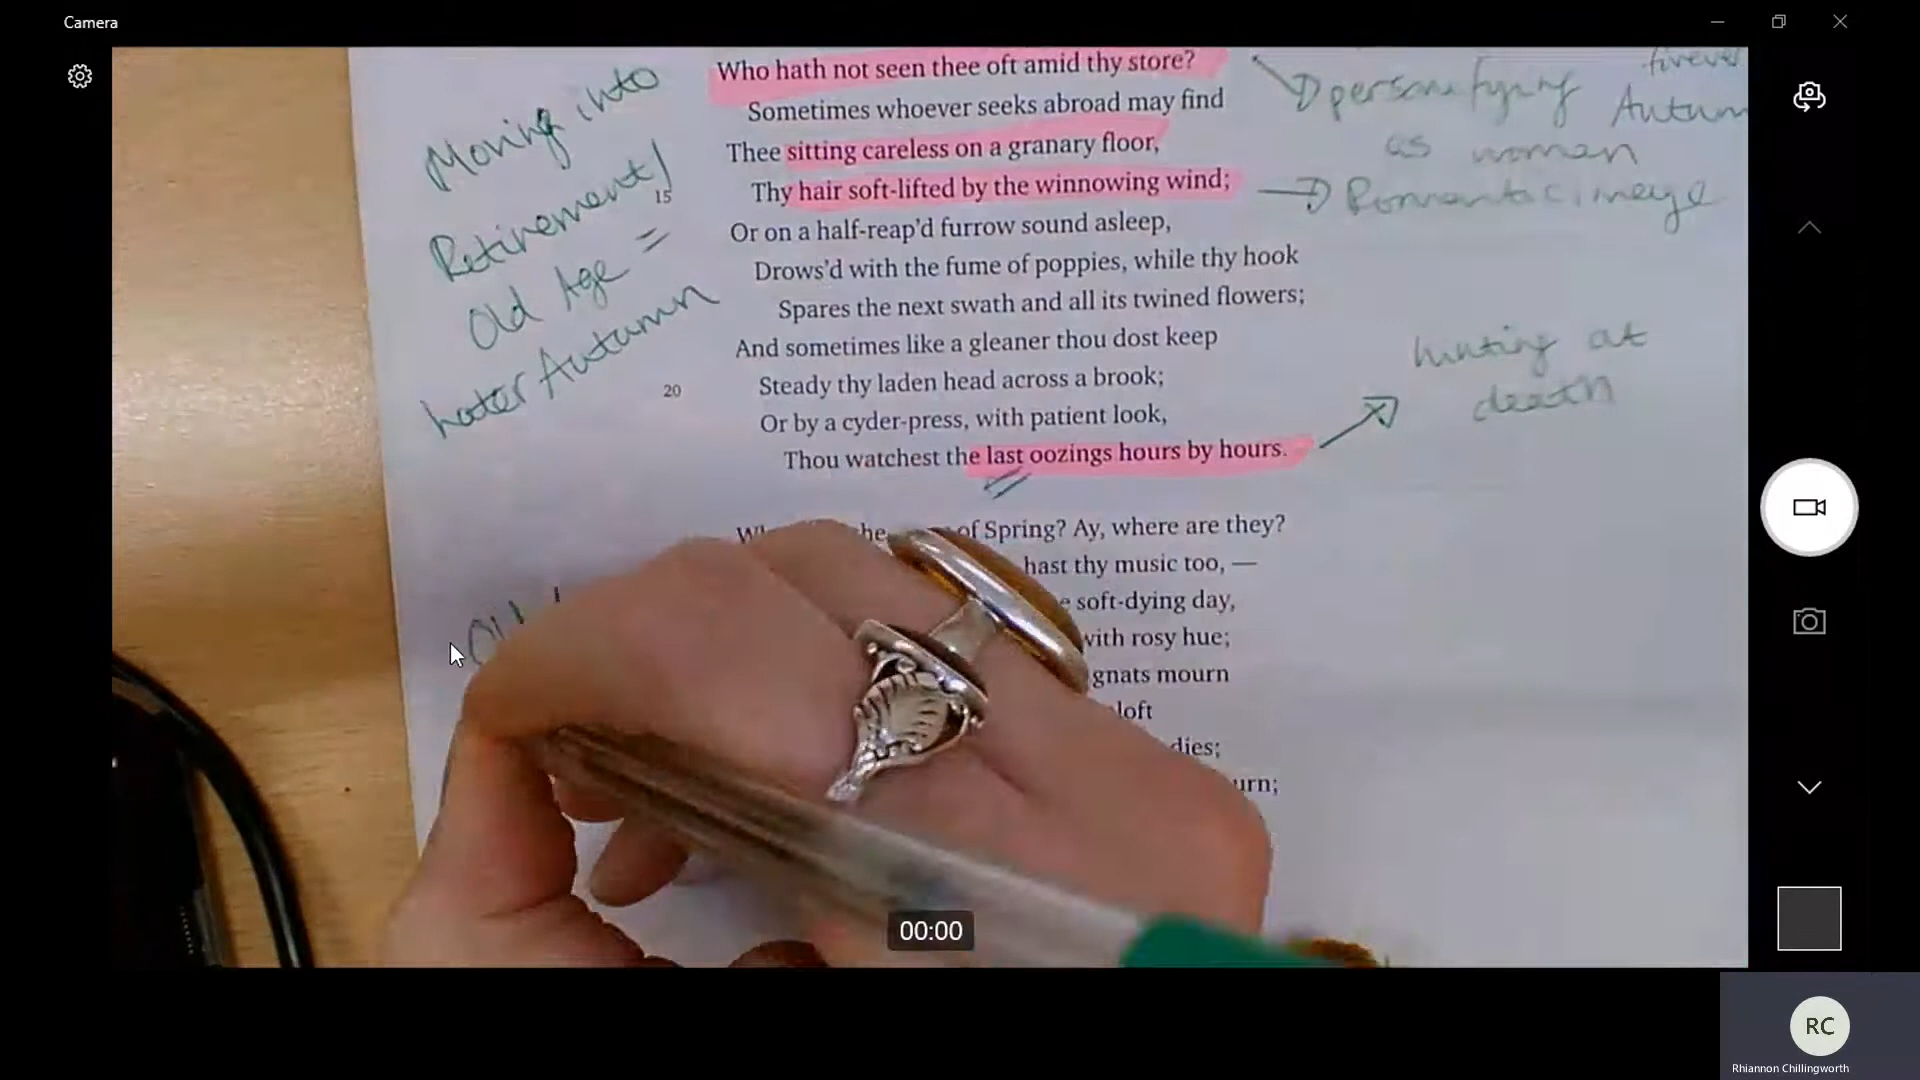 Camera
Who hath not seen thee oft amid thy store?
Sometimes whoever seeks abroad may find
Thee sitting careless on a granary floor,
15 Thy hair soft-lifted by the winnowing wind;
Or on a half-reap'd furrow sound asleep,
Drows'd with the fume of poppies, while thy hook
Spares the next swath and all its twined flowers;
And sometimes like a gleaner thou dost keep
20 Steady thy laden head across a brook;
Or by a cyder-press, with patient look,
Thou watchest the last oozings hours by hours.
of Spring? Ay, where are they?
hast thy music too, —
soft-dying day,
with rosy hue;
gnats mourn
loft
dies;
urn;
Moving into
Retirement/
Old Age =
later Autumn
Old
forever
personifying Autumn
as woman
Romantic image
hinting at
death
00:00
RC
Rhiannon Chillingworth